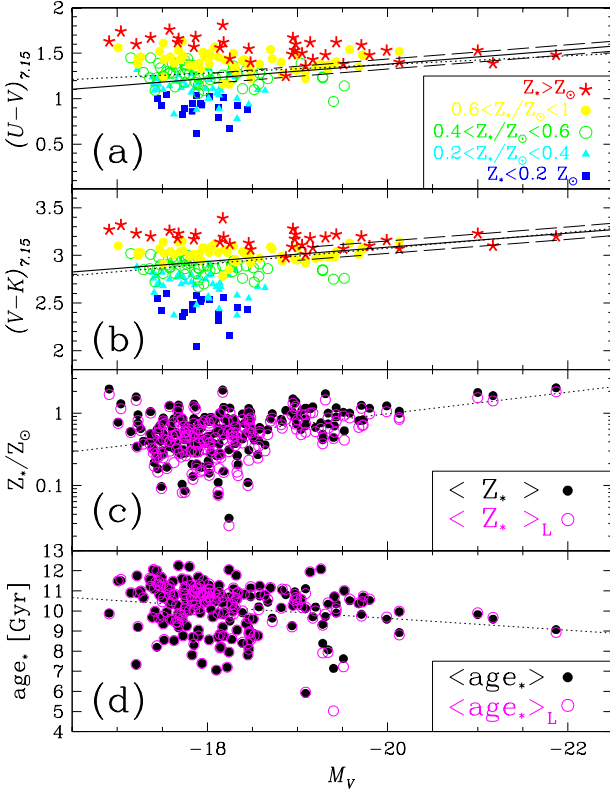 2
1.5
1
0.5
(U−V)7.15
(a)
Z*>Z⊙
0.6<Z*/Z⊙<1
0.4<Z*/Z⊙<0.6
0.2<Z*/Z⊙<0.4
Z*<0.2 Z⊙
3.5
3
2.5
2
(V−K)7.15
(b)
1
0.1
Z*/Z⊙
(c)
< Z* >
< Z* >L
13
12
11
10
9
8
7
6
5
4
age* [Gyr]
(d)
<age*>
<age*>L
−18
−20
−22
MV